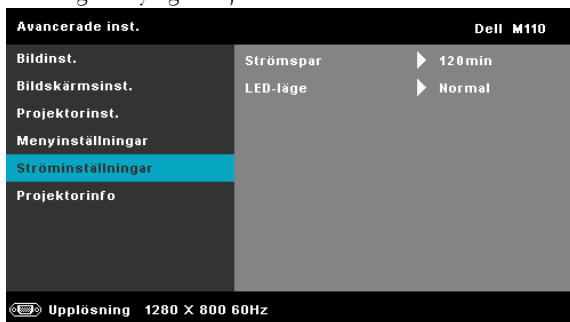 Avancerade inst. Dell M110
Bildinst.
Strömspar 120min
Bildskärmsinst.
LED-läge Normal
Projektorinst.
Menyinställningar
Ströminställningar
Projektorinfo
Upplösning 1280 X 800 60Hz